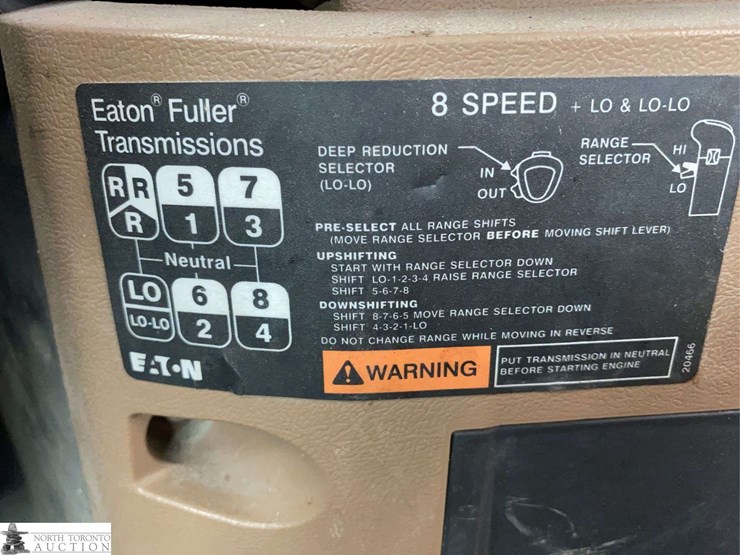 Eaton® Fuller®
Transmissions
8 SPEED + LO & LO-LO
R R 5 7
R 1 3
Neutral
LO 6 8
LO-LO 2 4
EATON
DEEP REDUCTION
SELECTOR
(LO-LO)
IN
OUT
RANGE
SELECTOR
HI
LO
PRE-SELECT ALL RANGE SHIFTS
(MOVE RANGE SELECTOR BEFORE MOVING SHIFT LEVER)
UPSHIFTING
START WITH RANGE SELECTOR DOWN
SHIFT LO-1-2-3-4 RAISE RANGE SELECTOR
SHIFT 5-6-7-8
DOWNSHIFTING
SHIFT 8-7-6-5 MOVE RANGE SELECTOR DOWN
SHIFT 4-3-2-1-LO
DO NOT CHANGE RANGE WHILE MOVING IN REVERSE
WARNING
PUT TRANSMISSION IN NEUTRAL
BEFORE STARTING ENGINE
20466
NORTH TORONTO
AUCTION